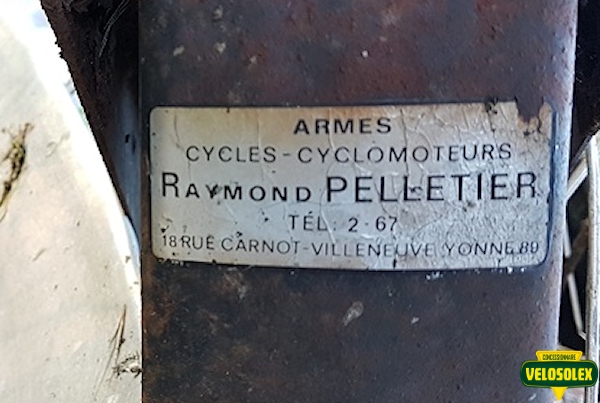 ARMES
CYCLES-CYCLOMOTEURS
RAYMOND PELLETIER
TÉL: 2-67
18 RUE CARNOT-VILLENEUVE YONNE 89
CONCESSIONNAIRE
VELOSOLEX